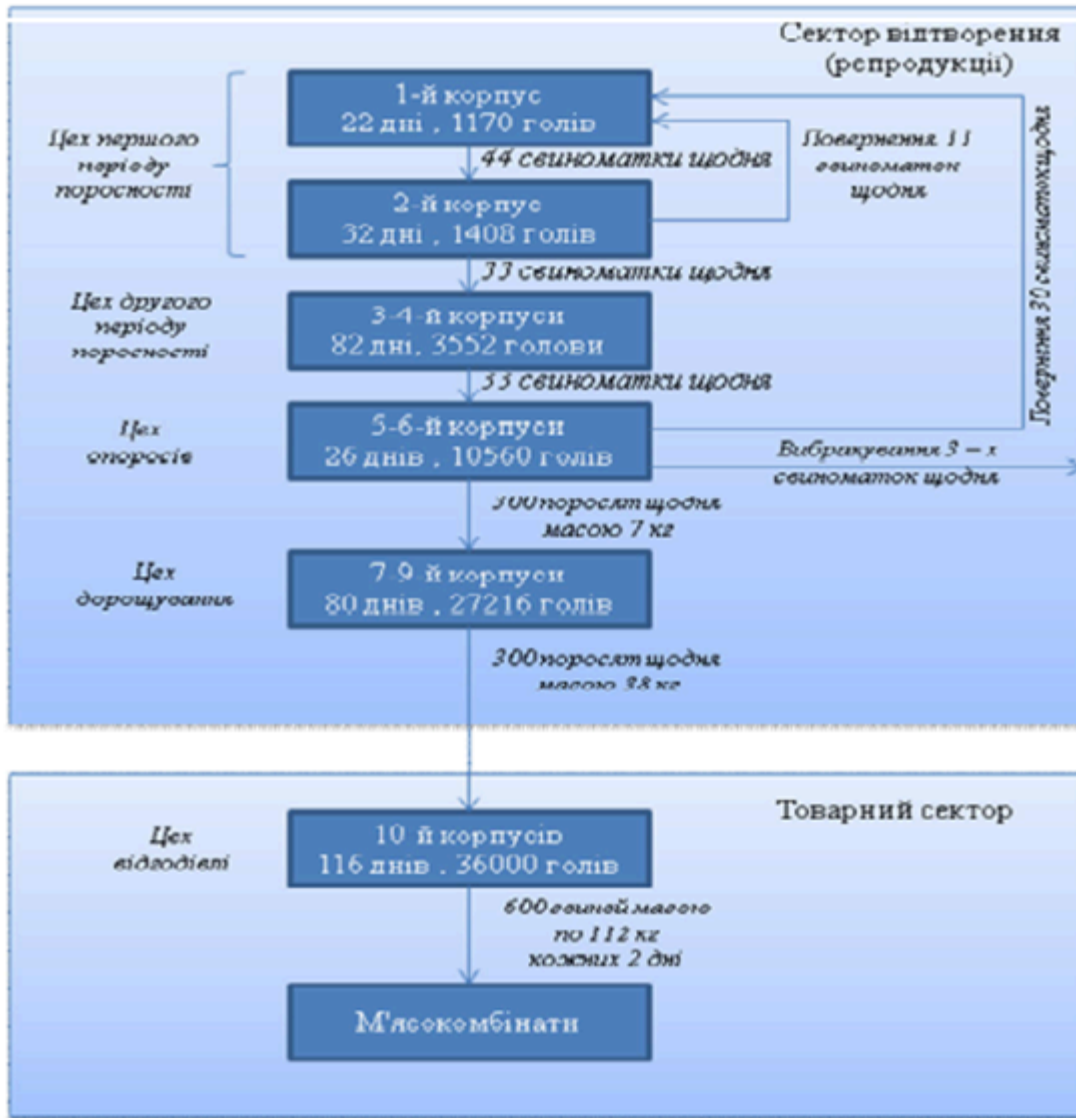 Сектор відтворення
(репродукції)
Цех першого
періоду
поросності
1-й корпус
22 дні , 1170 голів
44 свиноматки щодня
Повернення 11
свиноматок
щодня
Повернення 30 свиноматок щодня
2-й корпус
32 дні , 1408 голів
33 свиноматки щодня
Цех другого
періоду
поросності
3-4-й корпуси
82 дні, 3552 голови
33 свиноматки щодня
Цех
опоросів
5-6-й корпуси
26 днів , 10560 голів
Вибракування 3 – х
свиноматок щодня
300 поросят щодня
масою 7 кг
Цех
дорощування
7-9-й корпуси
80 днів , 27216 голів
300 поросят щодня
масою 38 кг
Товарний сектор
Цех
відгодівлі
10-й корпусів
116 днів , 36000 голів
600 свиней масою
по 112 кг
кожних 2 дні
М'ясокомбінати